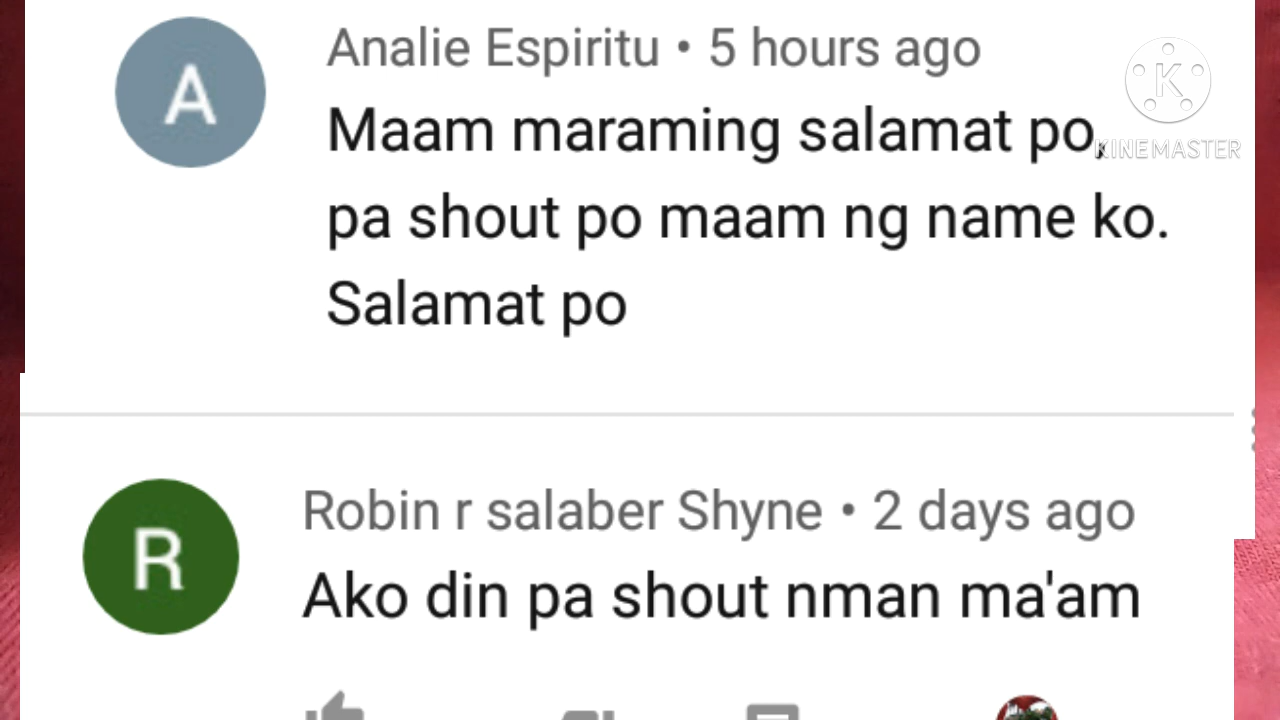 A
Analie Espiritu • 5 hours ago
Maam maraming salamat po,
pa shout po maam ng name ko.
Salamat po
K
KINEMASTER
R
Robin r salaber Shyne • 2 days ago
Ako din pa shout nman ma'am